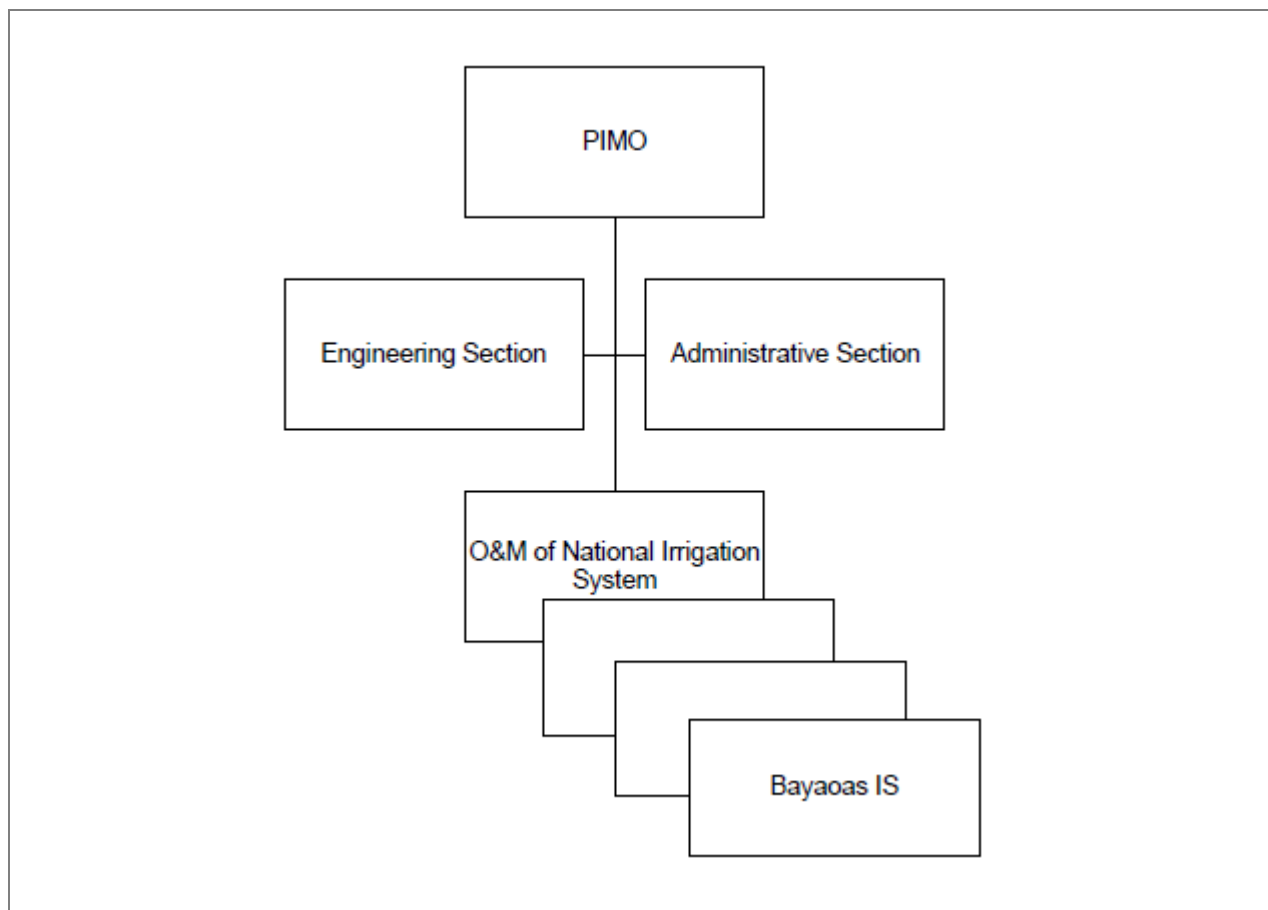 PIMO
Engineering Section
Administrative Section
O&M of National Irrigation
System
Bayaoas IS